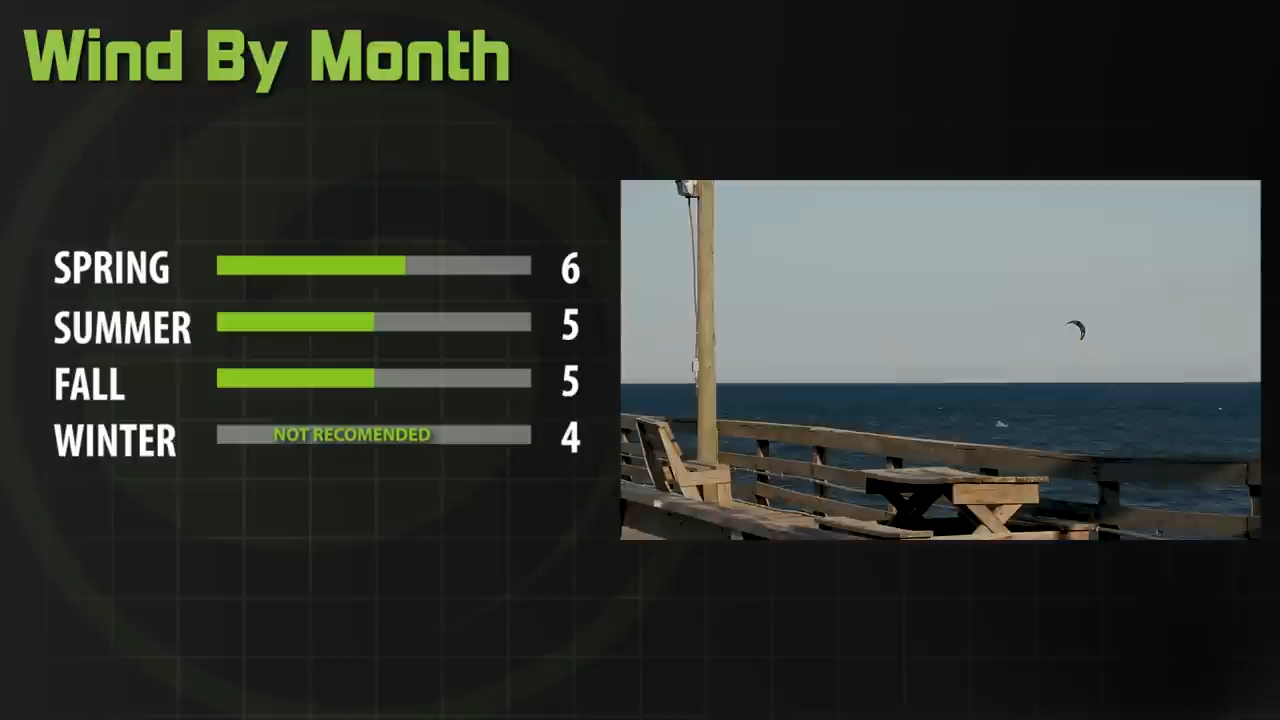 Wind By Month
SPRING 6
SUMMER 5
FALL 5
WINTER NOT RECOMENDED 4